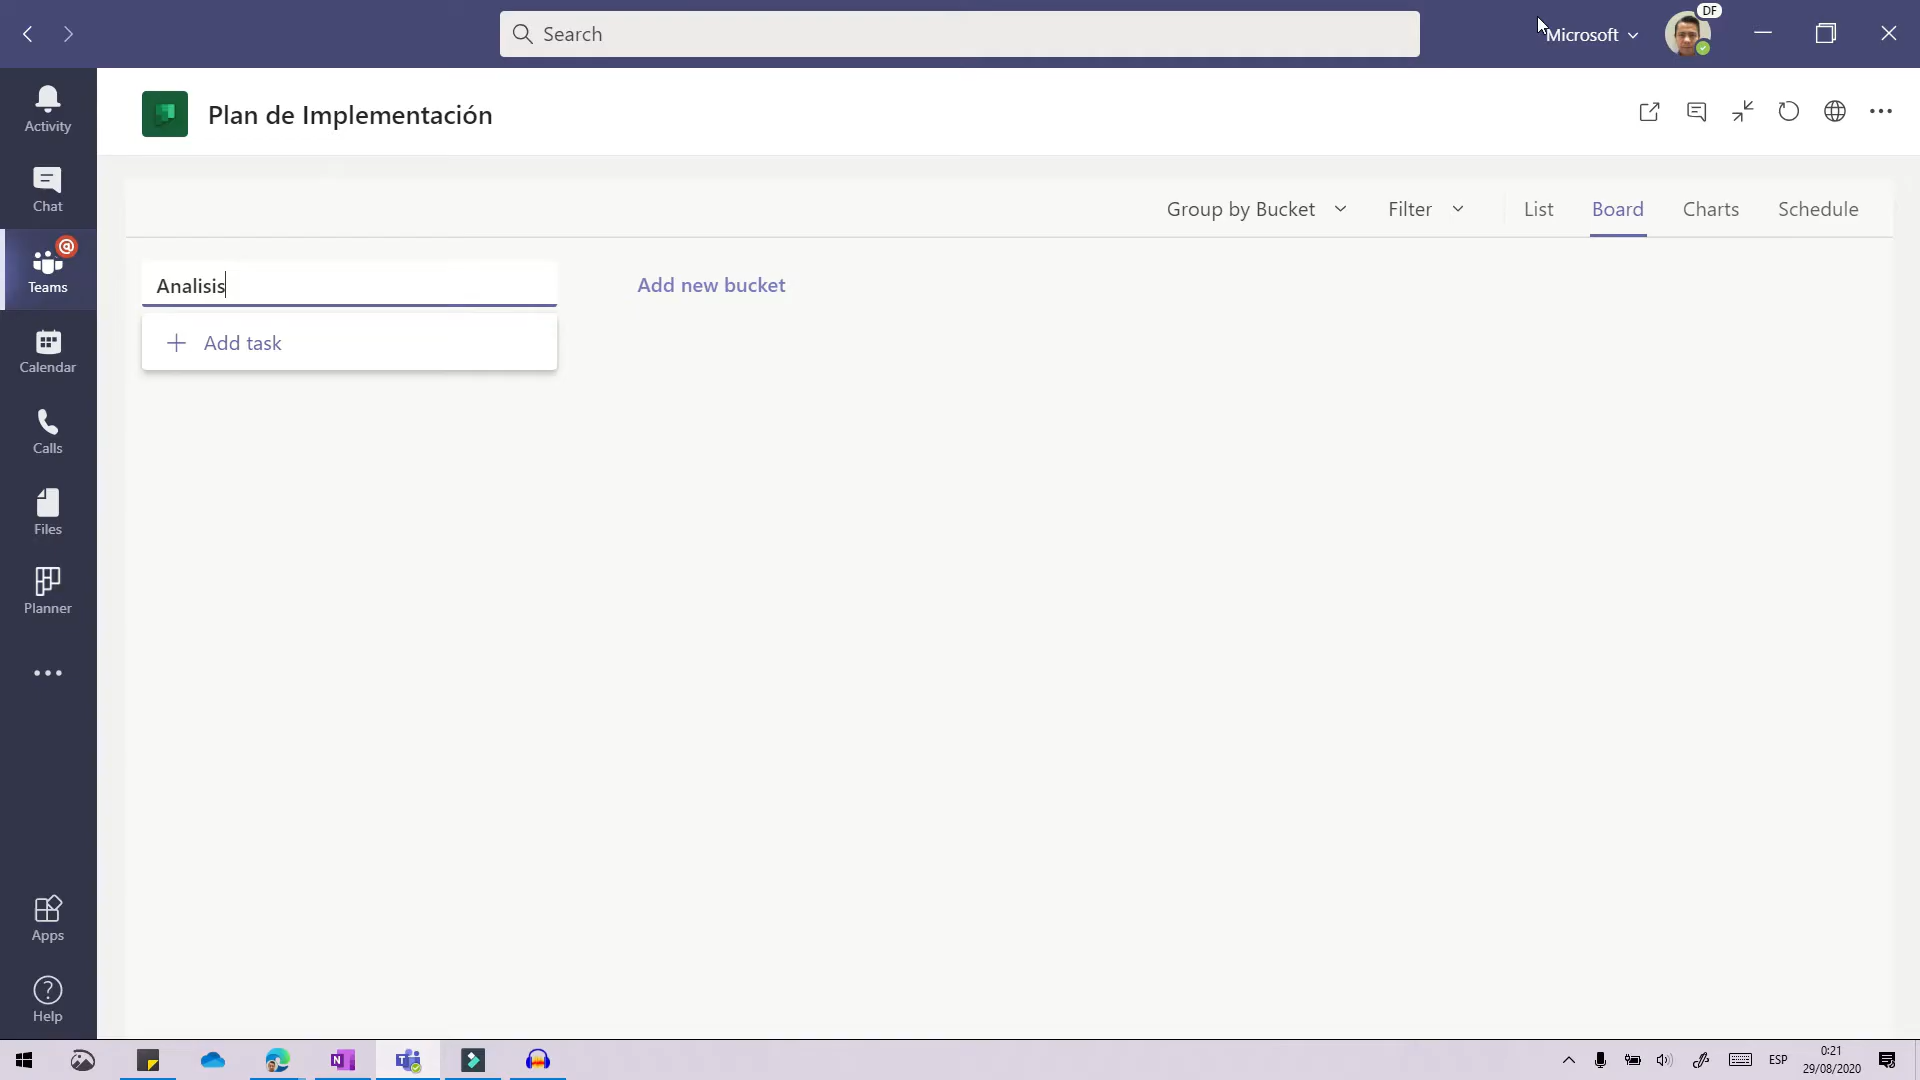 Search
Microsoft
DF
Activity
Chat
Teams
Calendar
Calls
Files
Planner
Apps
Help
Plan de Implementación
Group by Bucket
Filter
List
Board
Charts
Schedule
Analisis
Add new bucket
Add task
ESP
0:21
29/08/2020